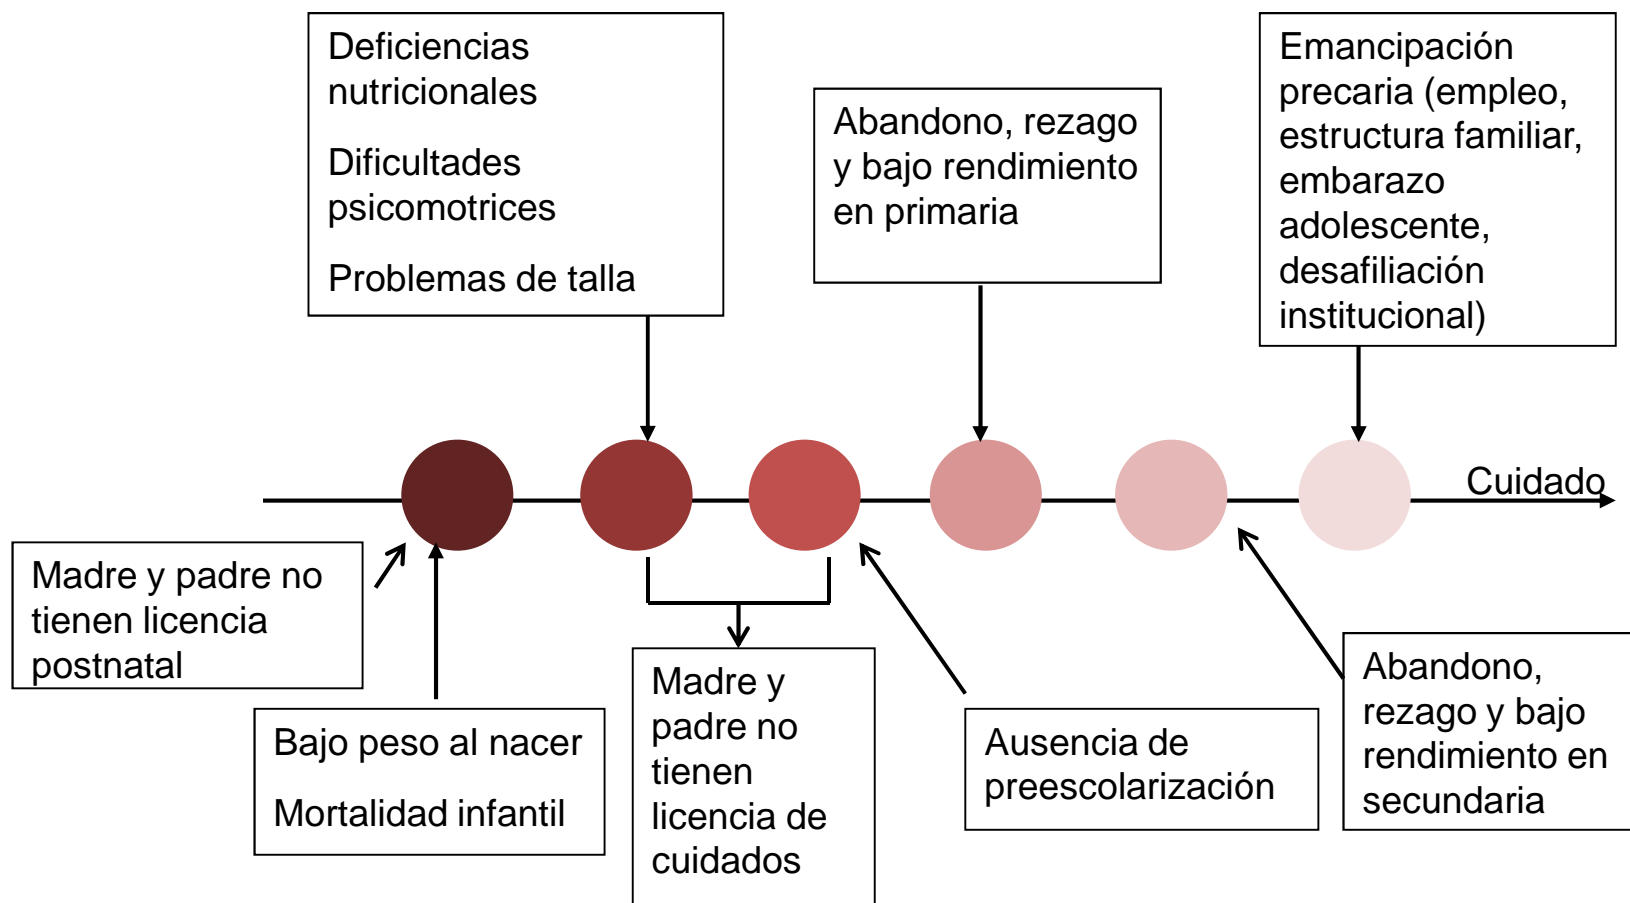 Deficiencias
nutricionales
Dificultades
psicomotrices
Problemas de talla
Abandono, rezago
y bajo rendimiento
en primaria
Emancipación
precaria (empleo,
estructura familiar,
embarazo
adolescente,
desafiliación
institucional)
Cuidado
Madre y padre no
tienen licencia
postnatal
Bajo peso al nacer
Mortalidad infantil
Madre y
padre no
tienen
licencia de
cuidados
Ausencia de
preescolarización
Abandono,
rezago y bajo
rendimiento en
secundaria